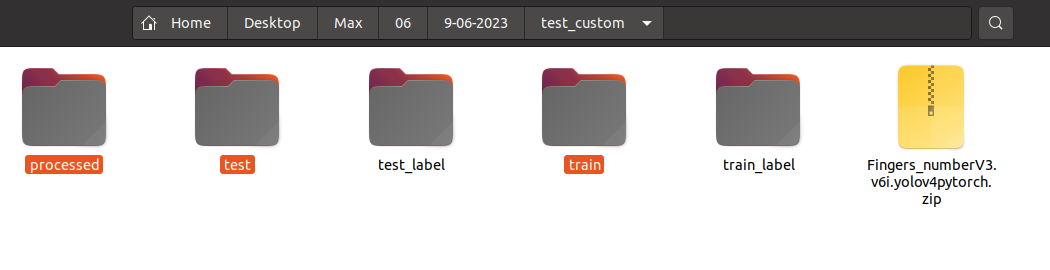 Home Desktop Max 06 9-06-2023 test_custom
processed test test_label train train_label Fingers_numberV3.
v6i.yolov4pytorch.
zip